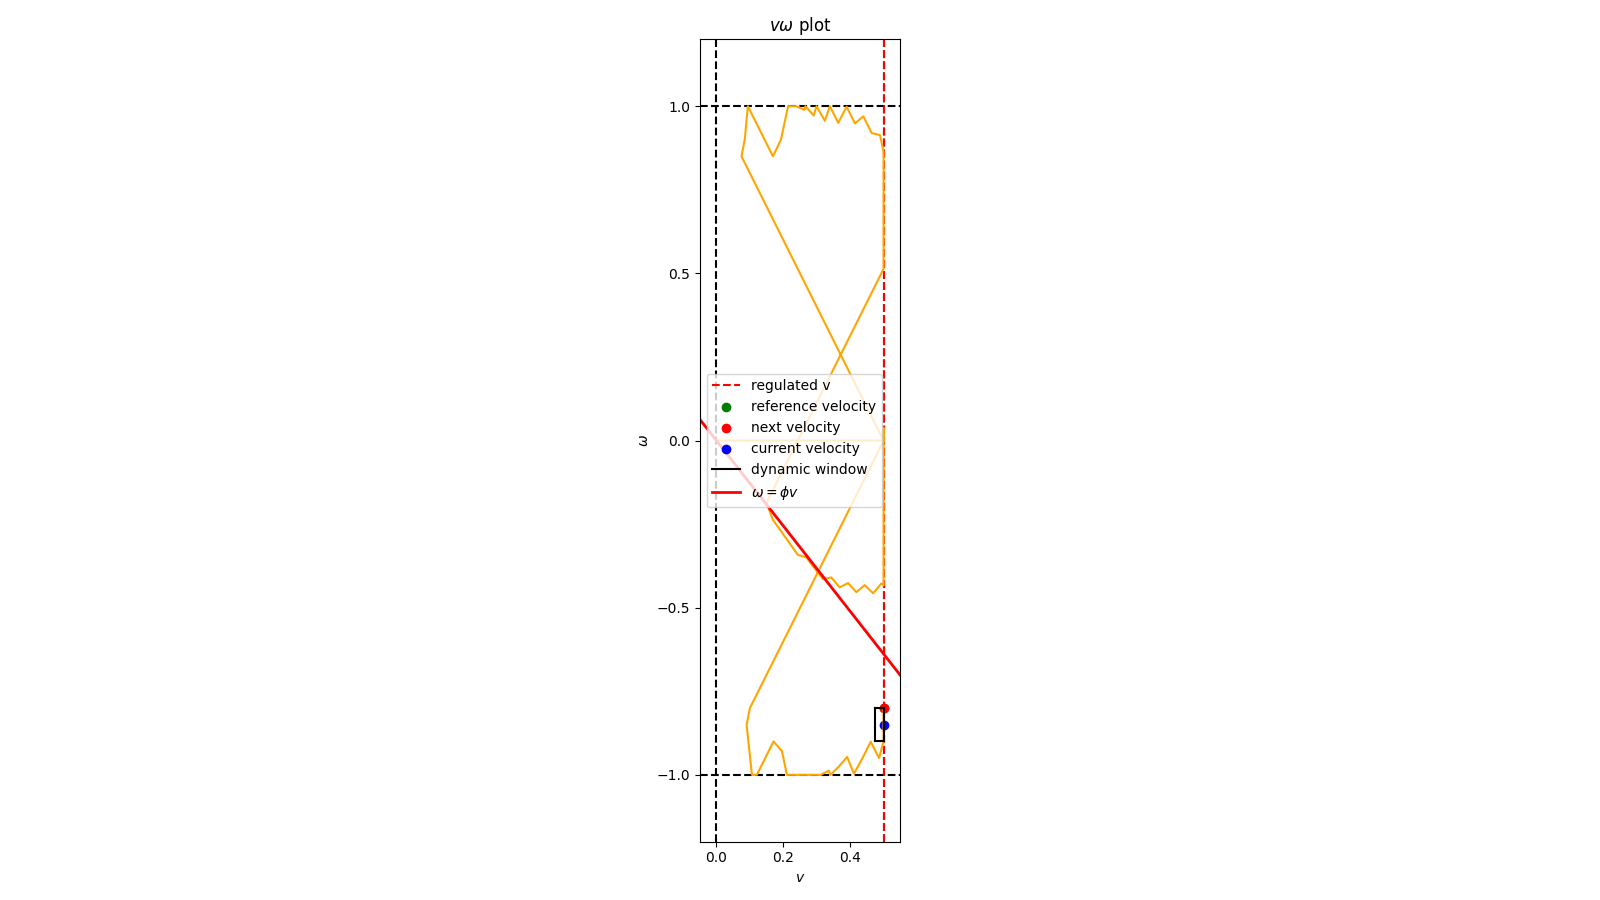 vω plot
1.0
0.5
0.0
−0.5
−1.0
ω
regulated v
reference velocity
next velocity
current velocity
dynamic window
ω = ϕv
0.0 0.2 0.4
v